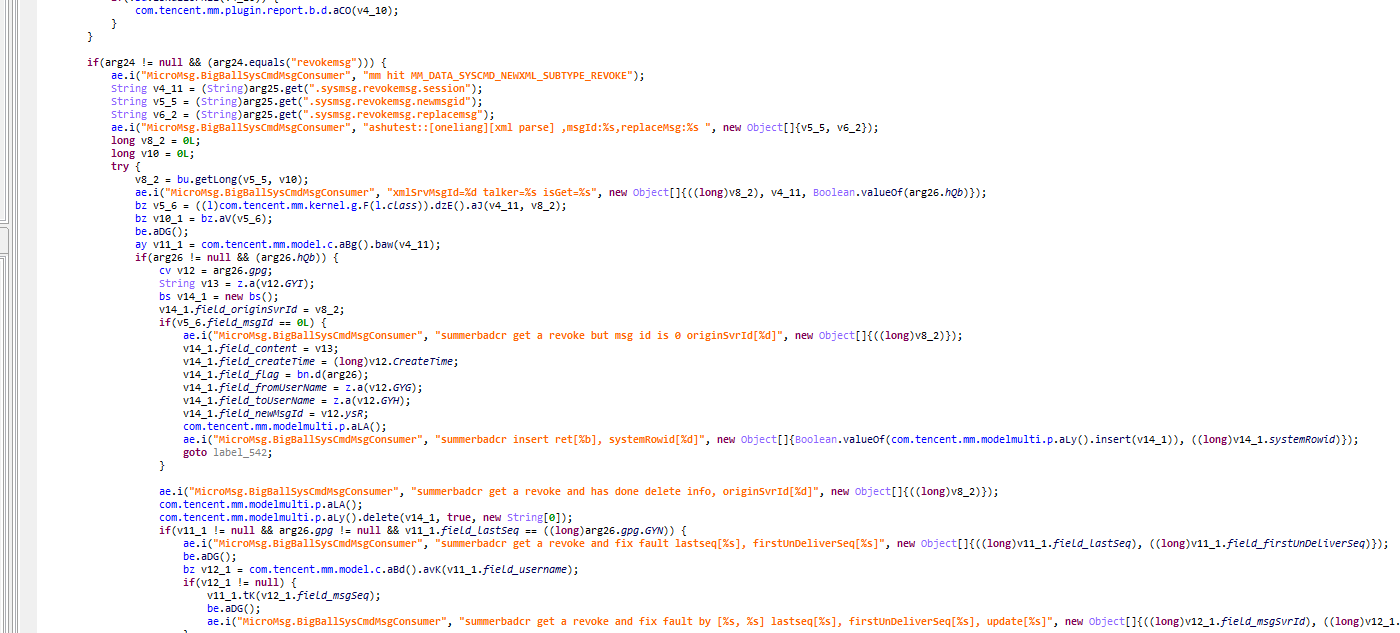 com.tencent.mm.plugin.report.b.d.aCO(v4_10);
}
}
if(arg24 != null && (arg24.equals("revokemsg"))) {
ae.i("MicroMsg.BigBallSysCmdMsgConsumer", "mm hit MM_DATA_SYSCMD_NEWXML_SUBTYPE_REVOKE");
String v4_11 = (String)arg25.get(".sysmsg.revokemsg.session");
String v5_5 = (String)arg25.get(".sysmsg.revokemsg.newmsgid");
String v6_2 = (String)arg25.get(".sysmsg.revokemsg.replacemsg");
ae.i("MicroMsg.BigBallSysCmdMsgConsumer", "ashutest::[oneliang][xml parse] ,msgId:%s,replaceMsg:%s ", new Object[]{v5_5, v6_2});
long v8_2 = 0L;
long v10 = 0L;
try {
v8_2 = bu.getLong(v5_5, v10);
ae.i("MicroMsg.BigBallSysCmdMsgConsumer", "xmlSrvMsgId=%d talker=%s isGet=%s", new Object[]{((long)v8_2), v4_11, Boolean.valueOf(arg26.hQb)});
bz v5_6 = ((l)com.tencent.mm.kernel.g.F(l.class)).dzE().aJ(v4_11, v8_2);
bz v10_1 = bz.aV(v5_6);
be.aDG();
ay v11_1 = com.tencent.mm.model.c.aBg().baw(v4_11);
if(arg26 != null && (arg26.hQb)) {
cv v12 = arg26.gpg;
String v13 = z.a(v12.GYI);
bs v14_1 = new bs();
v14_1.field_originSvrId = v8_2;
if(v5_6.field_msgId == 0L) {
ae.i("MicroMsg.BigBallSysCmdMsgConsumer", "summerbadcr get a revoke but msg id is 0 originSvrId[%d]", new Object[]{((long)v8_2)});
v14_1.field_content = v13;
v14_1.field_createTime = (long)v12.CreateTime;
v14_1.field_flag = bn.d(arg26);
v14_1.field_fromUserName = z.a(v12.GYG);
v14_1.field_toUserName = z.a(v12.GYH);
v14_1.field_newMsgId = v12.ysR;
com.tencent.mm.modelmulti.p.aLA();
ae.i("MicroMsg.BigBallSysCmdMsgConsumer", "summerbadcr insert ret[%b], systemRowid[%d]", new Object[]{Boolean.valueOf(com.tencent.mm.modelmulti.p.aLy().insert(v14_1)), ((long)v14_1.systemRowid)});
goto label_542;
}
ae.i("MicroMsg.BigBallSysCmdMsgConsumer", "summerbadcr get a revoke and has done delete info, originSvrId[%d]", new Object[]{((long)v8_2)});
com.tencent.mm.modelmulti.p.aLA();
com.tencent.mm.modelmulti.p.aLy().delete(v14_1, true, new String[0]);
if(v11_1 != null && arg26.gpg != null && v11_1.field_lastSeq == ((long)arg26.gpg.GYN)) {
ae.i("MicroMsg.BigBallSysCmdMsgConsumer", "summerbadcr get a revoke and fix fault lastseq[%s], firstUnDeliverSeq[%s]", new Object[]{((long)v11_1.field_lastSeq), ((long)v11_1.field_firstUnDeliverSeq)});
be.aDG();
bz v12_1 = com.tencent.mm.model.c.aBd().avK(v11_1.field_username);
if(v12_1 != null) {
v11_1.tK(v12_1.field_msgSeq);
be.aDG();
ae.i("MicroMsg.BigBallSysCmdMsgConsumer", "summerbadcr get a revoke and fix fault by [%s, %s] lastseq[%s], firstUnDeliverSeq[%s], update[%s]", new Object[]{((long)v12_1.field_msgSvrId), ((long)v12_1.